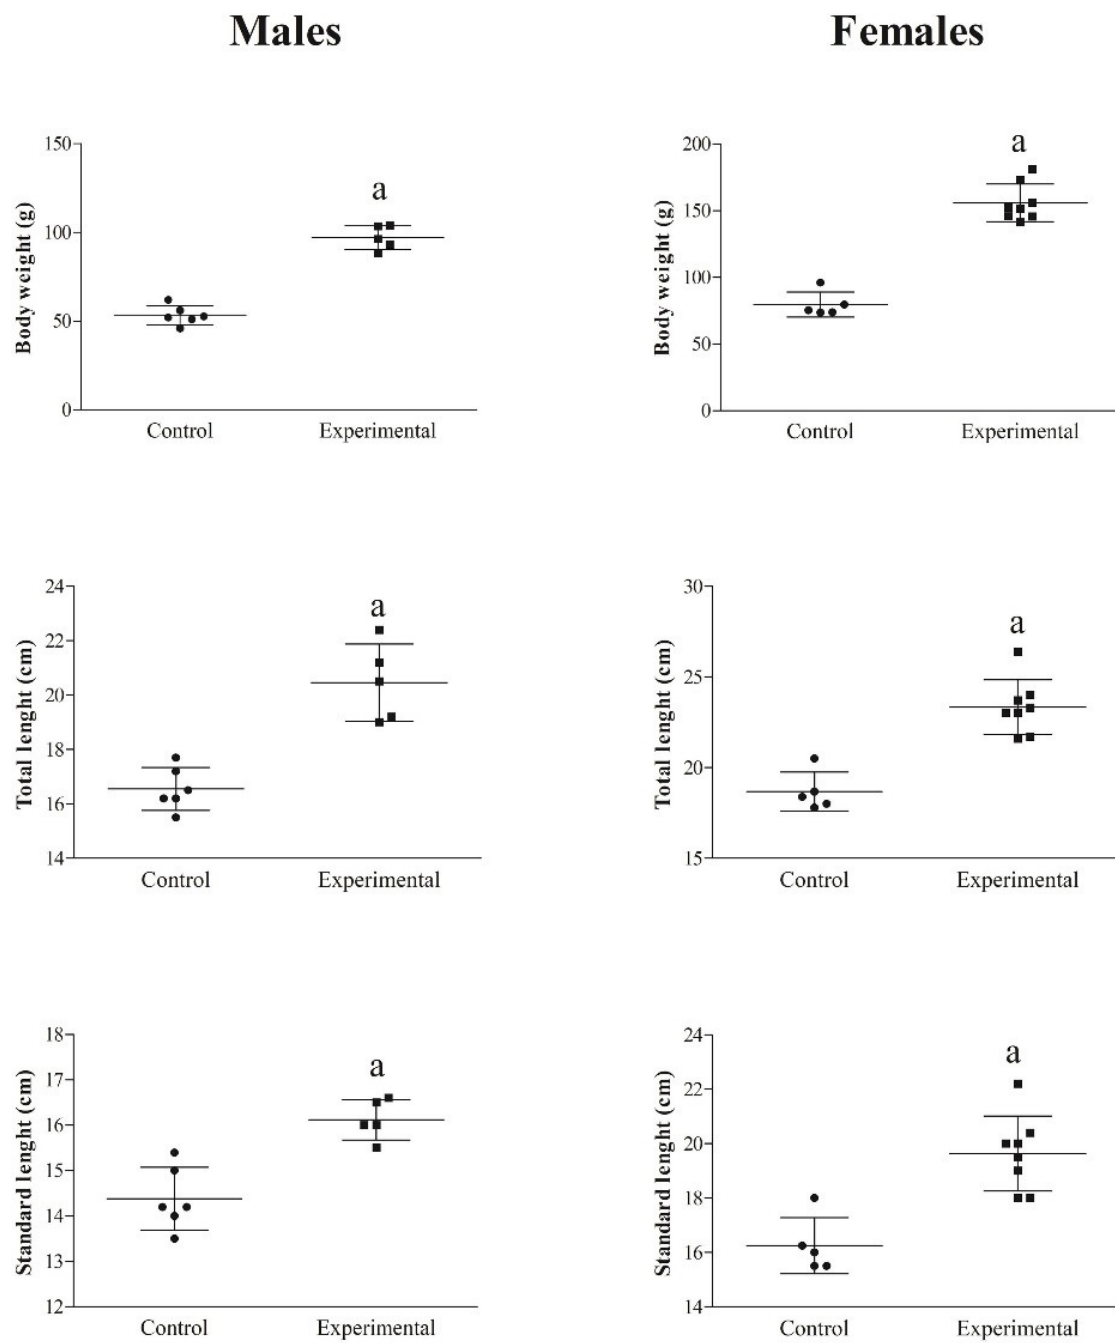 Males
Females
Body weight (g)
150
100
50
0
a
Control
Experimental
Body weight (g)
200
150
100
50
0
a
Control
Experimental
Total lenght (cm)
24
22
20
18
16
14
a
Control
Experimental
Total lenght (cm)
30
25
20
15
a
Control
Experimental
Standard lenght (cm)
18
17
16
15
14
13
12
a
Control
Experimental
Standard lenght (cm)
24
22
20
18
16
14
a
Control
Experimental